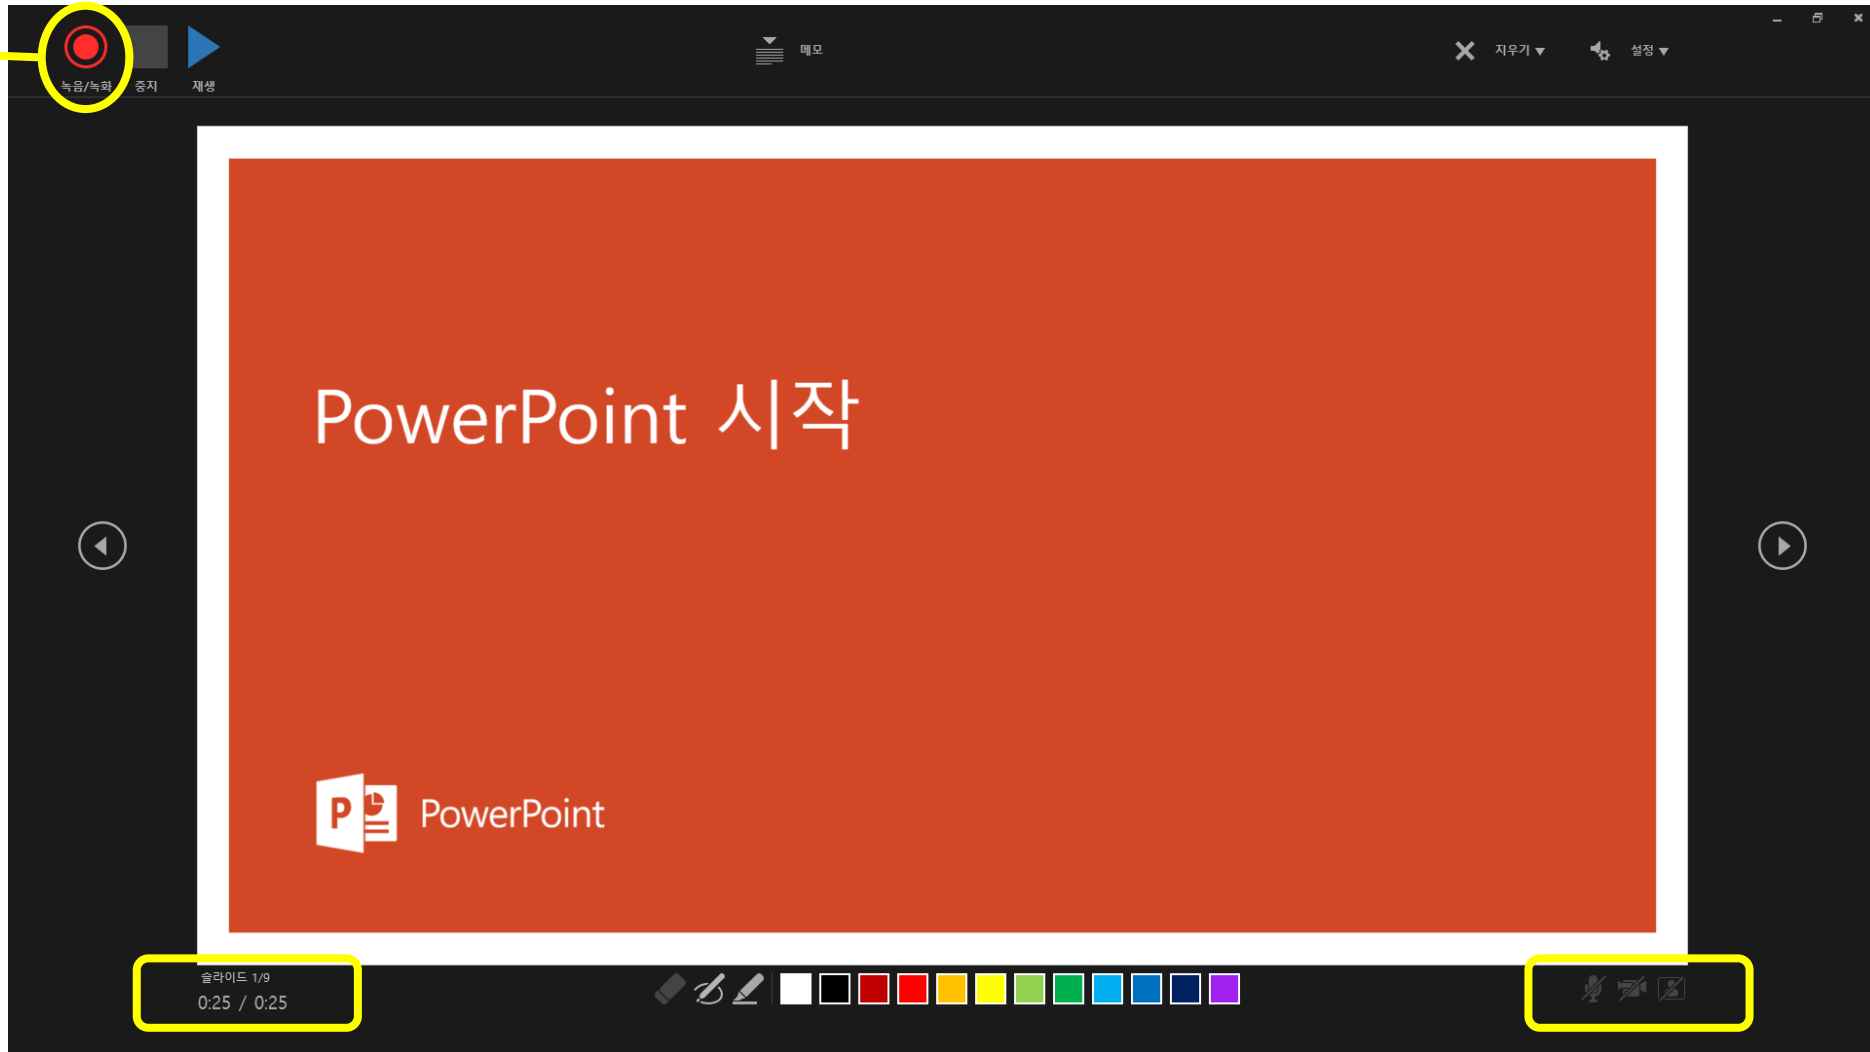 녹음/녹화 중지 재생
메모
지우기 설정
PowerPoint 시작
P PowerPoint
슬라이드 1/9
0:25 / 0:25